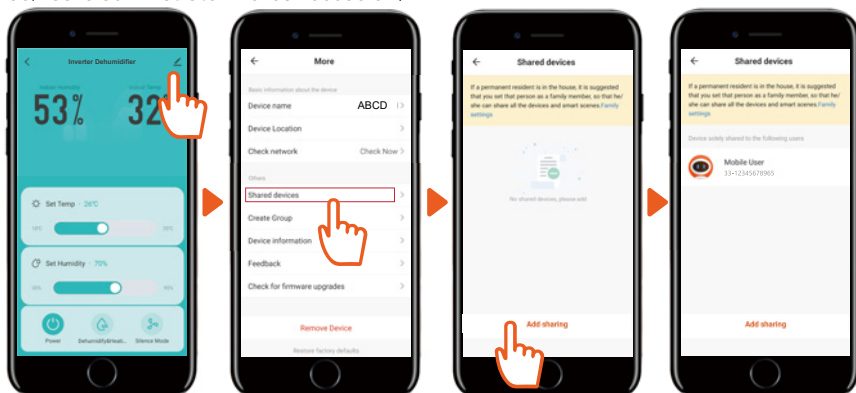 Inverter Dehumidifier
Indoor Humidity
53%
32
Set Temp · 26℃
Set Humidity · 70%
Power
Dehumidify&Heati...
Silence Mode
More
Basic information about the device
Device name
ABCD
Device Location
Check network
Check Now
Others
Shared devices
Create Group
Device information
Feedback
Check for firmware upgrades
Remove Device
Restore factory defaults
Shared devices
If a permanent resident is in the house, it is suggested
that you set that person as a family member, so that he/
she can share all the devices and smart scenes.Family
settings
No shared devices, please add
Add sharing
Shared devices
If a permanent resident is in the house, it is suggested
that you set that person as a family member, so that he/
she can share all the devices and smart scenes.Family
settings
Device solely shared to the following users
Mobile User
33-12345678965
Add sharing